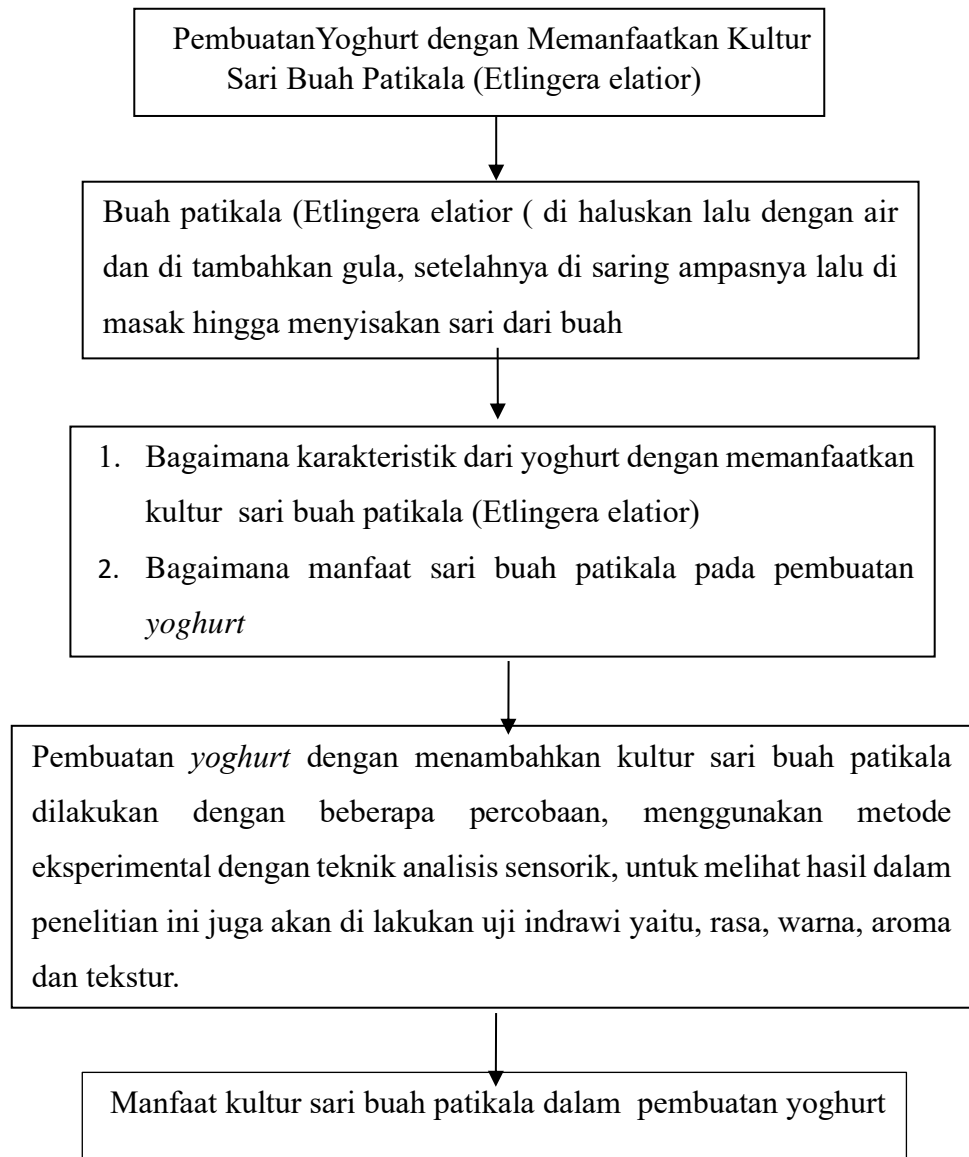 PembuatanYoghurt dengan Memanfaatkan Kultur
Sari Buah Patikala (Etlingera elatior)
Buah patikala (Etlingera elatior ( di haluskan lalu dengan air
dan di tambahkan gula, setelahnya di saring ampasnya lalu di
masak hingga menyisakan sari dari buah
1. Bagaimana karakteristik dari yoghurt dengan memanfaatkan
kultur sari buah patikala (Etlingera elatior)
2. Bagaimana manfaat sari buah patikala pada pembuatan
yoghurt
Pembuatan yoghurt dengan menambahkan kultur sari buah patikala
dilakukan dengan beberapa percobaan, menggunakan metode
eksperimental dengan teknik analisis sensorik, untuk melihat hasil dalam
penelitian ini juga akan di lakukan uji indrawi yaitu, rasa, warna, aroma
dan tekstur.
Manfaat kultur sari buah patikala dalam pembuatan yoghurt